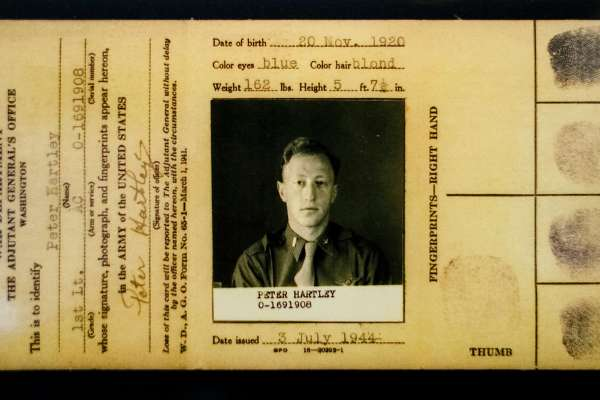 THE ADJUTANT GENERAL'S OFFICE
WASHINGTON
This is to identify
Peter Hartley
(Name)
1st Lt. AC 0-1691908
(Grade) (Arm or service) (Serial number)
whose signature, photograph, and fingerprints appear hereon,
in the ARMY of the UNITED STATES
Peter Hartley
(Signature of officer)
Loss of this card will be reported to The Adjutant General without delay
by the officer named hereon, with the circumstances.
W. D., A. G. O. Form No. 65-1—March 1, 1941.
Date of birth 20 Nov. 1920
Color eyes blue Color hair blond
Weight 162 lbs. Height 5 ft. 7½ in.
PETER HARTLEY
O-1691908
Date issued 3 July 1944
GPO 16-20292-1
FINGERPRINTS—RIGHT HAND
THUMB